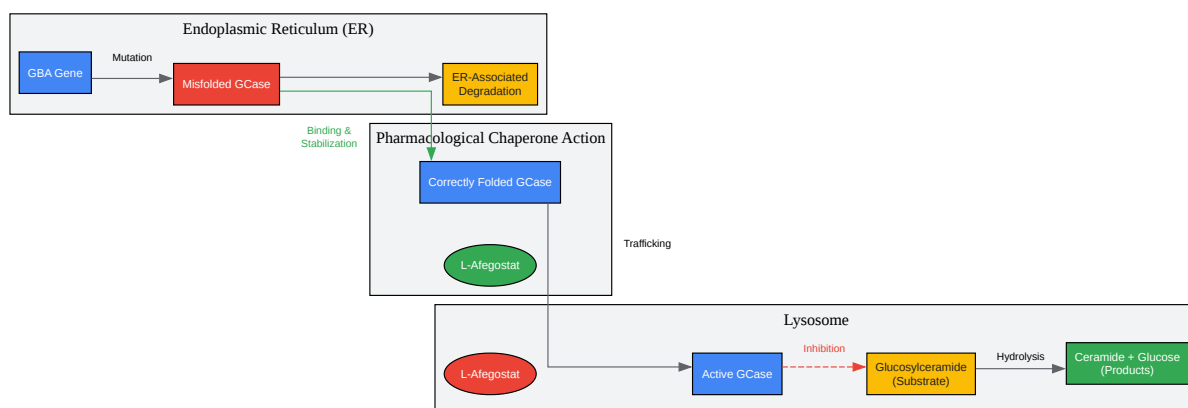 Endoplasmic Reticulum (ER)
GBA Gene
Mutation
Misfolded GCase
ER-Associated
Degradation
Binding &
Stabilization
Pharmacological Chaperone Action
Correctly Folded GCase
L-Afegostat
Trafficking
Lysosome
L-Afegostat
Active GCase
Inhibition
Glucosylceramide
(Substrate)
Hydrolysis
Ceramide + Glucose
(Products)